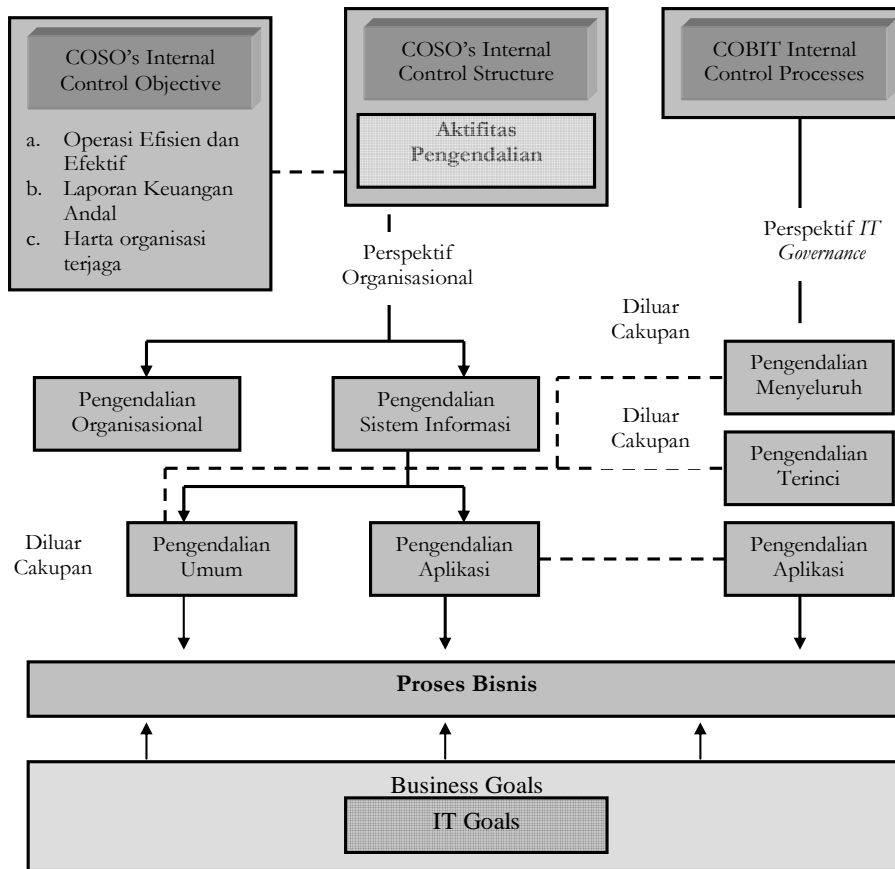 COSO's Internal
Control Objective
a. Operasi Efisien dan
Efektif
b. Laporan Keuangan
Andal
c. Harta organisasi
terjaga
COSO's Internal
Control Structure
Aktifitas
Pengendalian
COBIT Internal
Control Processes
Perspektif
Organisasional
Perspektif IT
Governance
Diluar
Cakupan
Pengendalian
Organisasional
Pengendalian
Sistem Informasi
Pengendalian
Menyeluruh
Diluar
Cakupan
Pengendalian
Terinci
Diluar
Cakupan
Pengendalian
Umum
Pengendalian
Aplikasi
Pengendalian
Aplikasi
Proses Bisnis
Business Goals
IT Goals